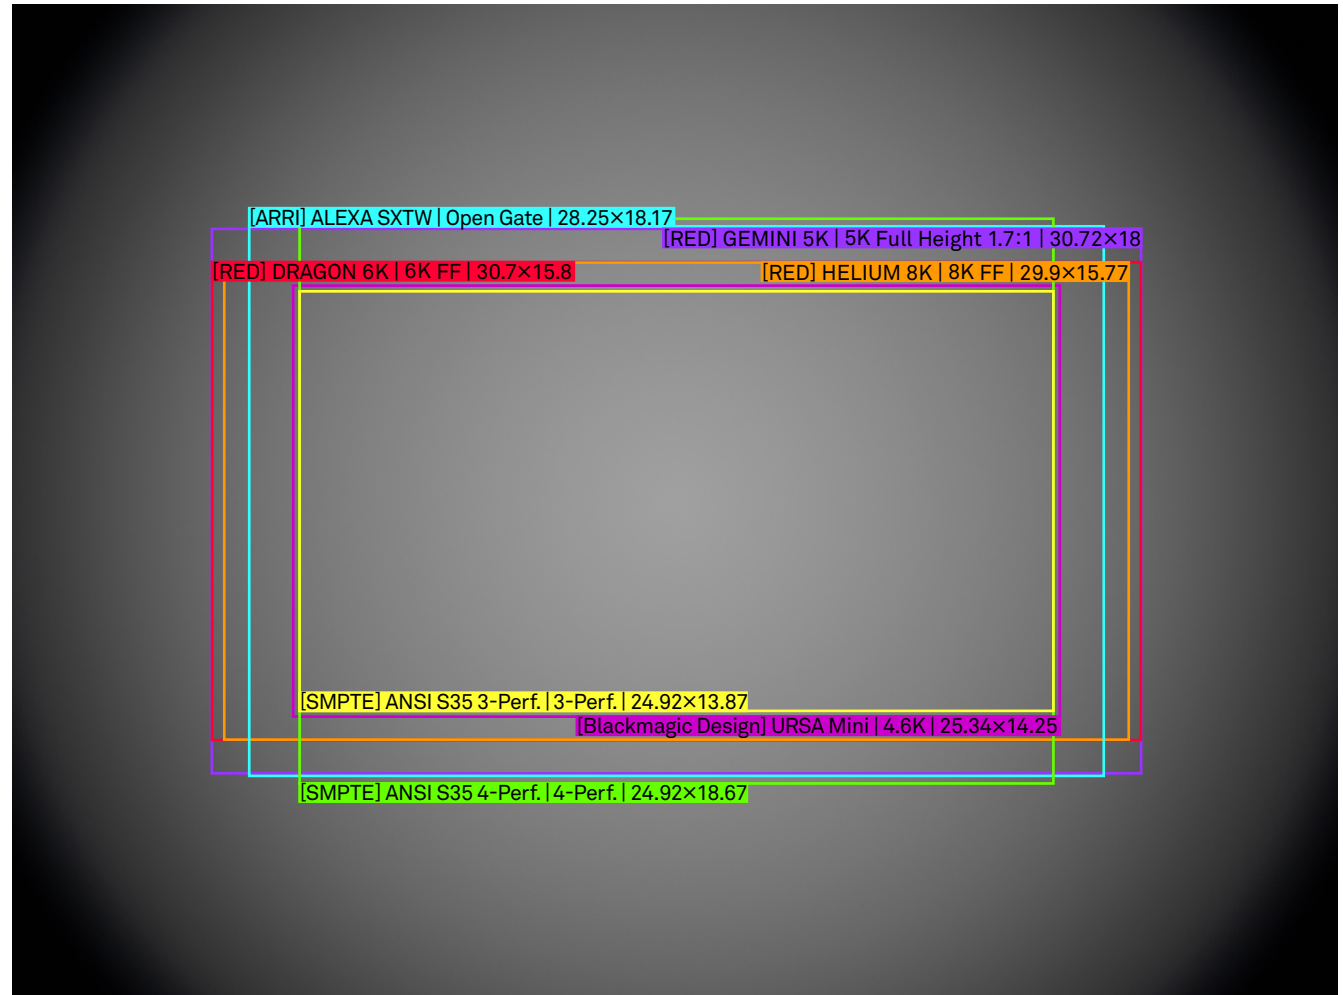 [ARRI] ALEXA SXTW | Open Gate | 28.25×18.17
[RED] GEMINI 5K | 5K Full Height 1.7:1 | 30.72×18
[RED] DRAGON 6K | 6K FF | 30.7×15.8
[RED] HELIUM 8K | 8K FF | 29.9×15.77
[SMPTE] ANSI S35 3-Perf. | 3-Perf. | 24.92×13.87
[Blackmagic Design] URSA Mini | 4.6K | 25.34×14.25
[SMPTE] ANSI S35 4-Perf. | 4-Perf. | 24.92×18.67